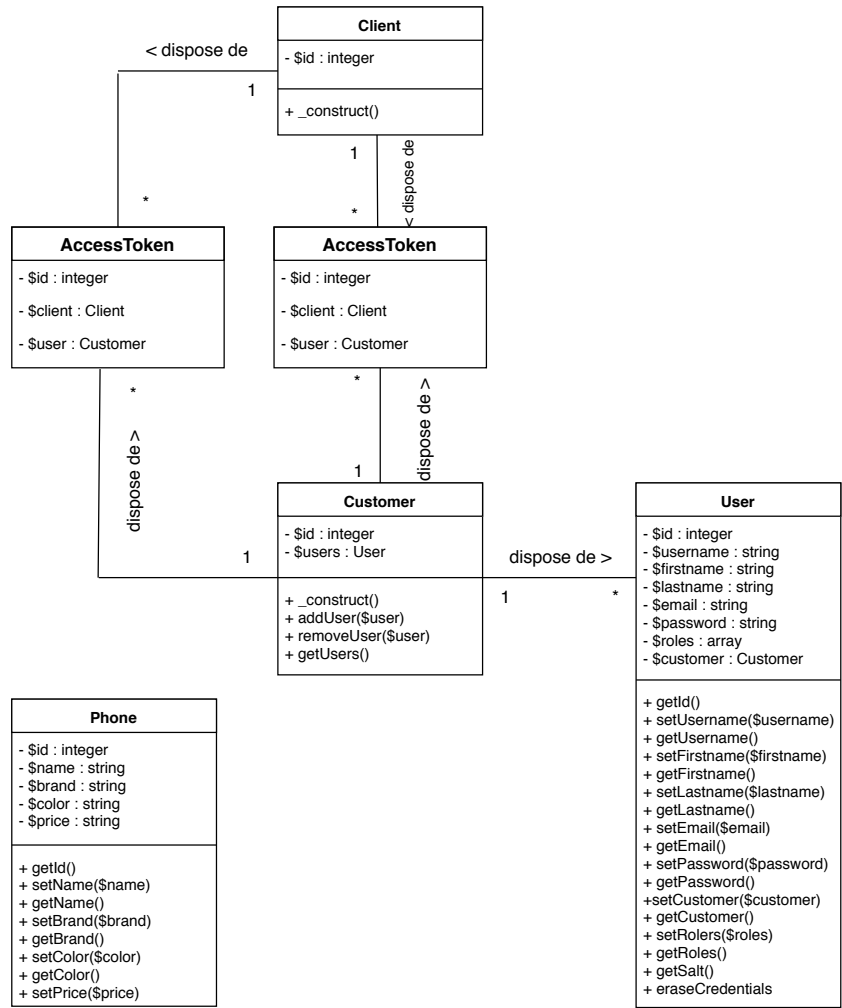 Client
- $id : integer
+ _construct()
< dispose de
1
*
1
< dispose de
*
AccessToken
- $id : integer
- $client : Client
- $user : Customer
AccessToken
- $id : integer
- $client : Client
- $user : Customer
*
dispose de >
1
*
dispose de >
1
Customer
- $id : integer
- $users : User
+ _construct()
+ addUser($user)
+ removeUser($user)
+ getUsers()
dispose de >
1
*
User
- $id : integer
- $username : string
- $firstname : string
- $lastname : string
- $email : string
- $password : string
- $roles : array
- $customer : Customer
+ getId()
+ setUsername($username)
+ getUsername()
+ setFirstname($firstname)
+ getFirstname()
+ setLastname($lastname)
+ getLastname()
+ setEmail($email)
+ getEmail()
+ setPassword($password)
+ getPassword()
+setCustomer($customer)
+ getCustomer()
+ setRolers($roles)
+ getRoles()
+ getSalt()
+ eraseCredentials
Phone
- $id : integer
- $name : string
- $brand : string
- $color : string
- $price : string
+ getId()
+ setName($name)
+ getName()
+ setBrand($brand)
+ getBrand()
+ setColor($color)
+ getColor()
+ setPrice($price)